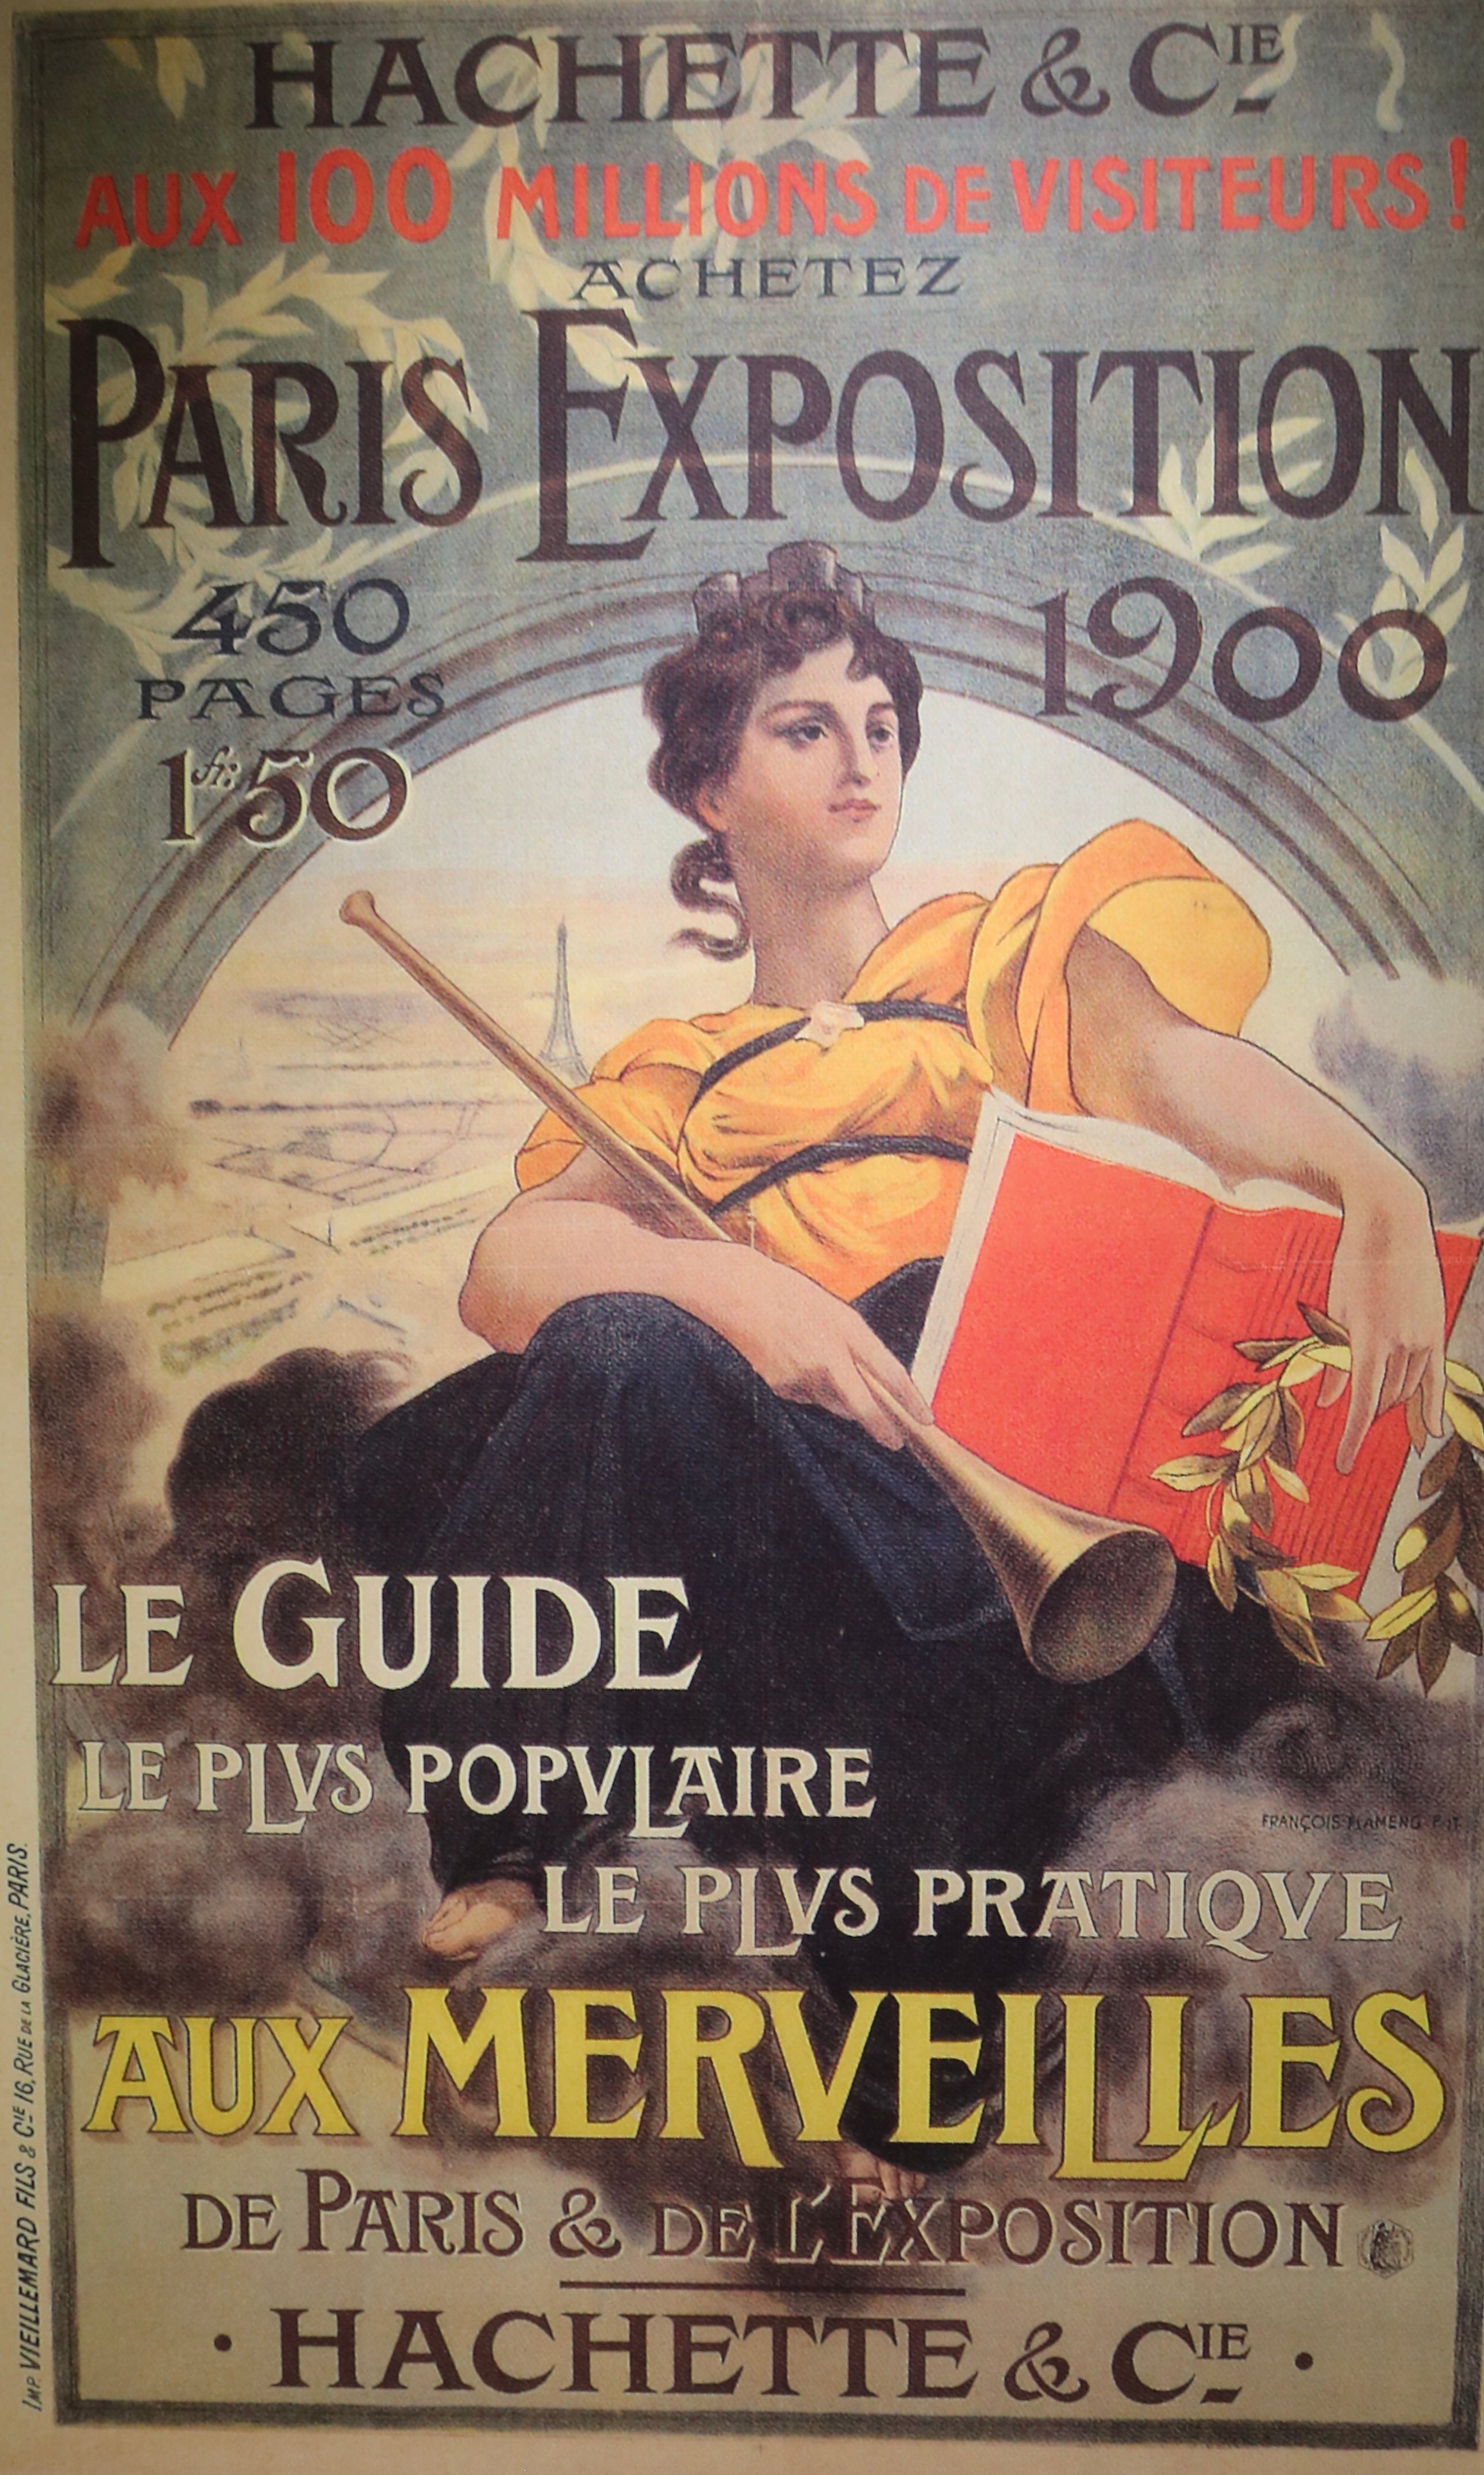 HACHETTE & CIE
AUX 100 MILLIONS DE VISITEURS!
ACHETEZ
PARIS EXPOSITION
450
PAGES
1fr:50
1900
LE GUIDE
LE PLVS POPVLAIRE
FRANÇOIS FLAMENG
LE PLVS PRATIQVE
AUX MERVEILLES
DE PARIS & DE L'EXPOSITION
· HACHETTE & CIE ·
IMP. VIEILLEMARD FILS & CIE 16, RUE DE LA GLACIÈRE, PARIS.